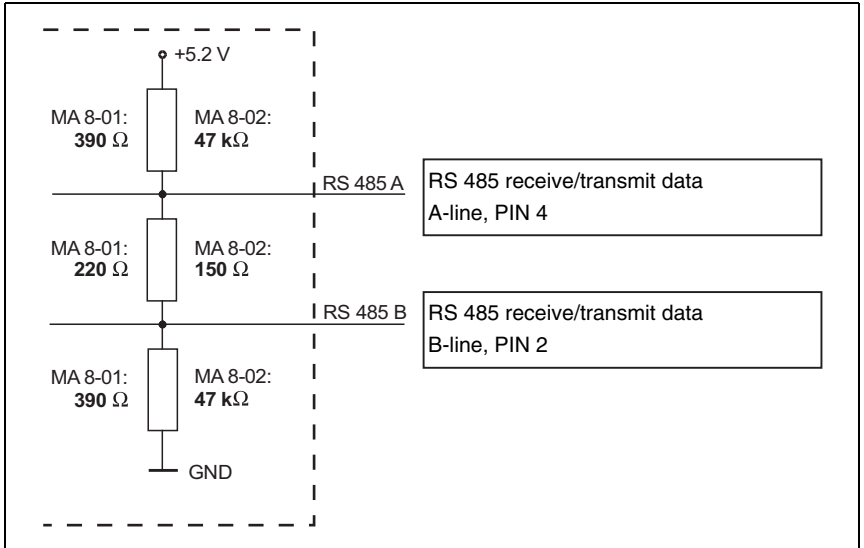 +5.2 V
MA 8-01:
390 Ω
MA 8-02:
47 kΩ
RS 485 A
RS 485 receive/transmit data
A-line, PIN 4
MA 8-01:
220 Ω
MA 8-02:
150 Ω
RS 485 B
RS 485 receive/transmit data
B-line, PIN 2
MA 8-01:
390 Ω
MA 8-02:
47 kΩ
GND